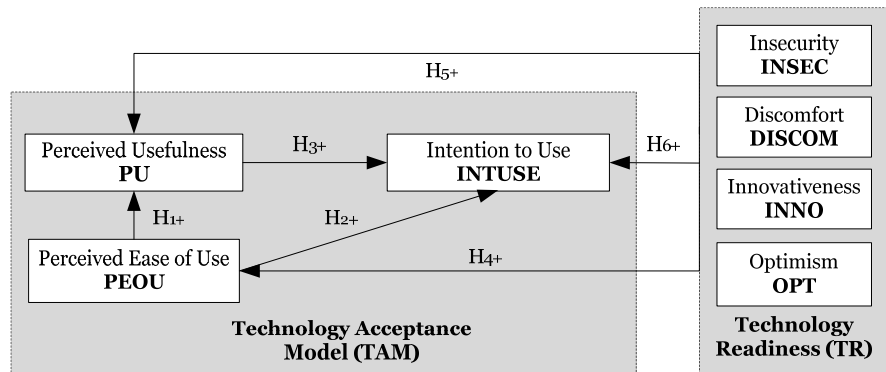 Insecurity
INSEC
H5+
Discomfort
DISCOM
Perceived Usefulness
PU
H3+
Intention to Use
INTUSE
H6+
Innovativeness
INNO
H1+
H2+
Perceived Ease of Use
PEOU
H4+
Optimism
OPT
Technology Acceptance
Model (TAM)
Technology
Readiness (TR)